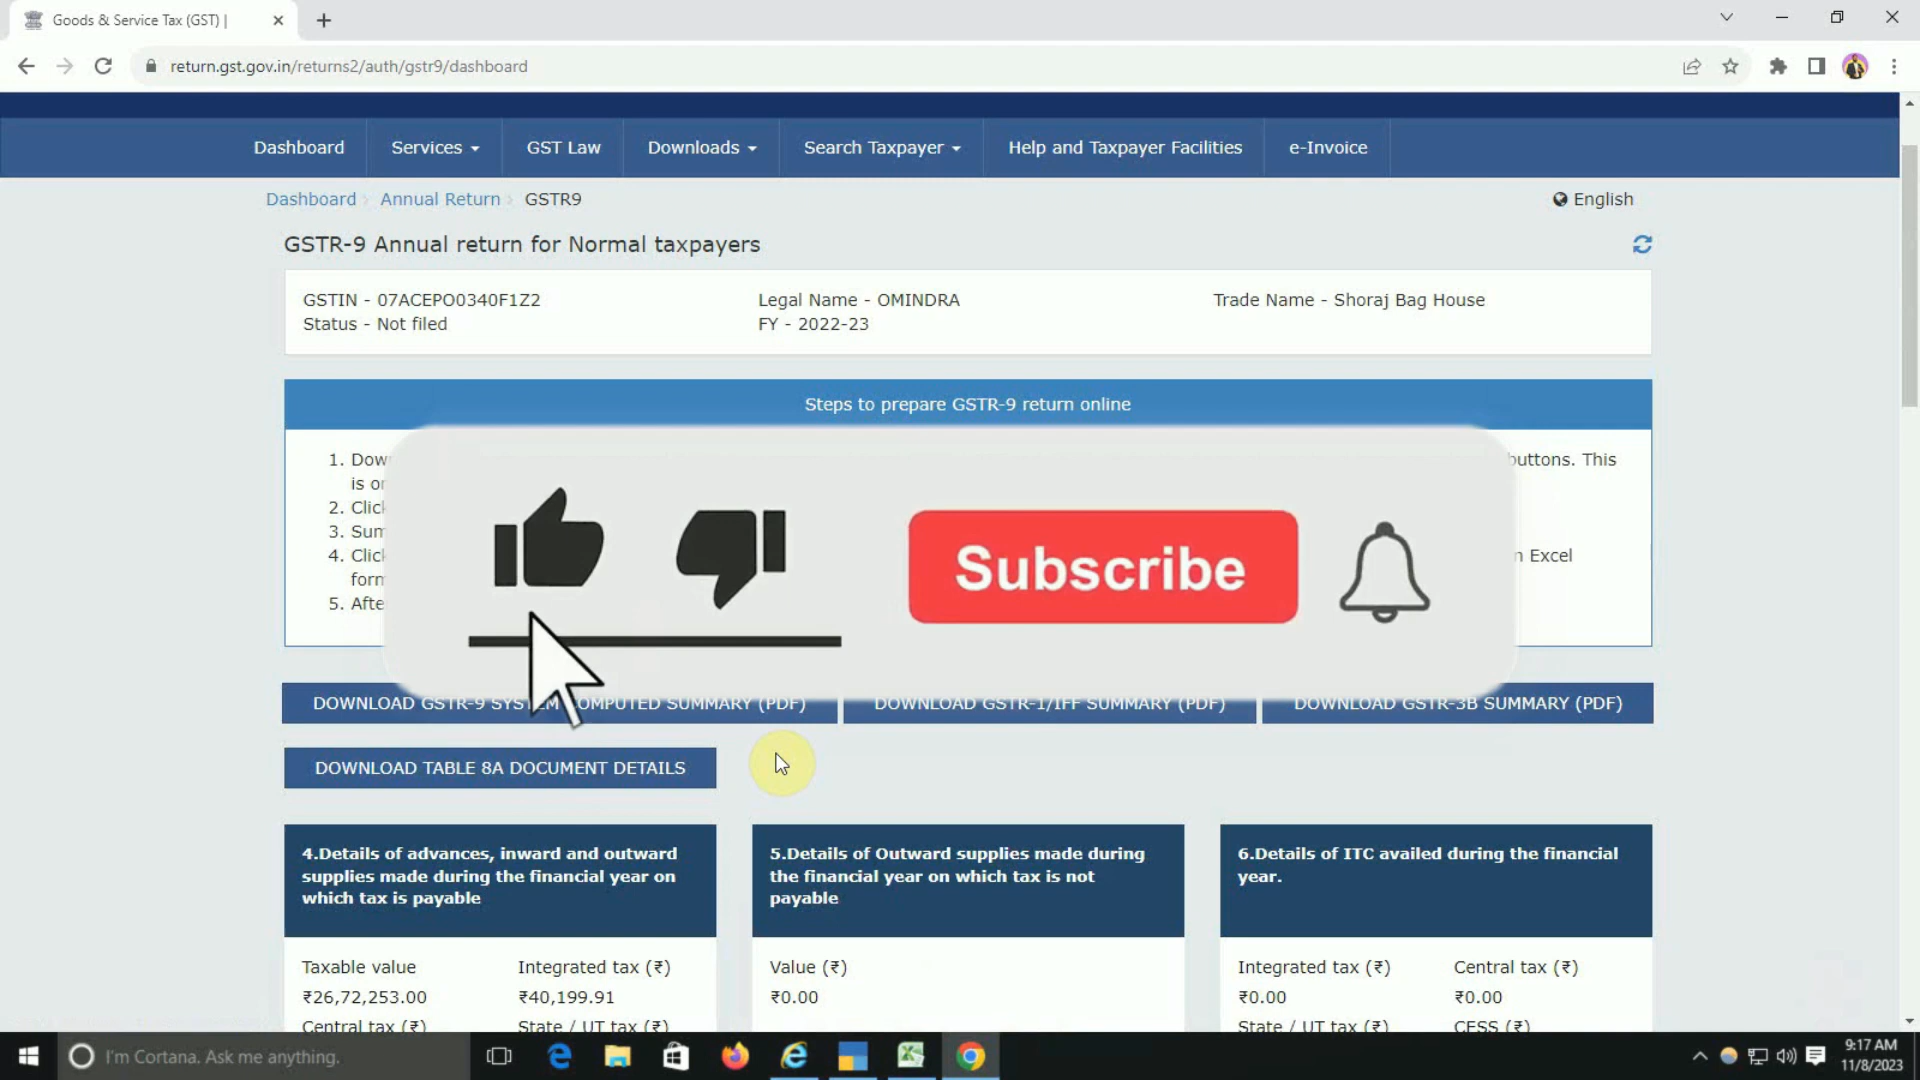 Goods & Service Tax (GST) |
return.gst.gov.in/returns2/auth/gstr9/dashboard
Dashboard Services GST Law Downloads Search Taxpayer Help and Taxpayer Facilities e-Invoice
Dashboard Annual Return GSTR9 English
GSTR-9 Annual return for Normal taxpayers
GSTIN - 07ACEPO0340F1Z2 Legal Name - OMINDRA Trade Name - Shoraj Bag House
Status - Not filed FY - 2022-23
Steps to prepare GSTR-9 return online
1. buttons. This
is
2.
3.
4. Excel
5.
Subscribe
DOWNLOAD GSTR-9 SYSTEM COMPUTED SUMMARY (PDF) DOWNLOAD GSTR-1/IFF SUMMARY (PDF) DOWNLOAD GSTR-3B SUMMARY (PDF)
DOWNLOAD TABLE 8A DOCUMENT DETAILS
4.Details of advances, inward and outward
supplies made during the financial year on
which tax is payable
Taxable value Integrated tax (₹)
₹26,72,253.00 ₹40,199.91
Central tax (₹) State / UT tax (₹)
5.Details of Outward supplies made during
the financial year on which tax is not
payable
Value (₹)
₹0.00
6.Details of ITC availed during the financial
year.
Integrated tax (₹) Central tax (₹)
₹0.00 ₹0.00
State / UT tax (₹) CESS (₹)
I'm Cortana. Ask me anything.
9:17 AM
11/8/2023